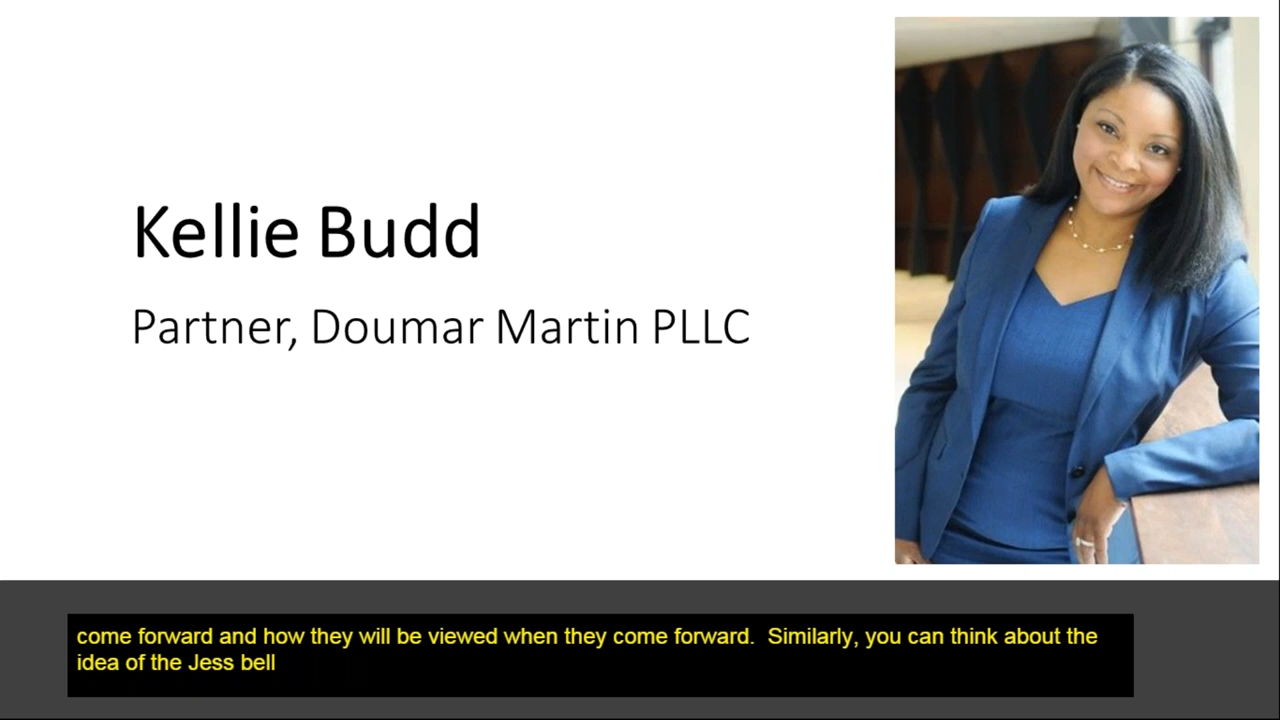 Kellie Budd
Partner, Doumar Martin PLLC
come forward and how they will be viewed when they come forward.  Similarly, you can think about the
idea of the Jess bell